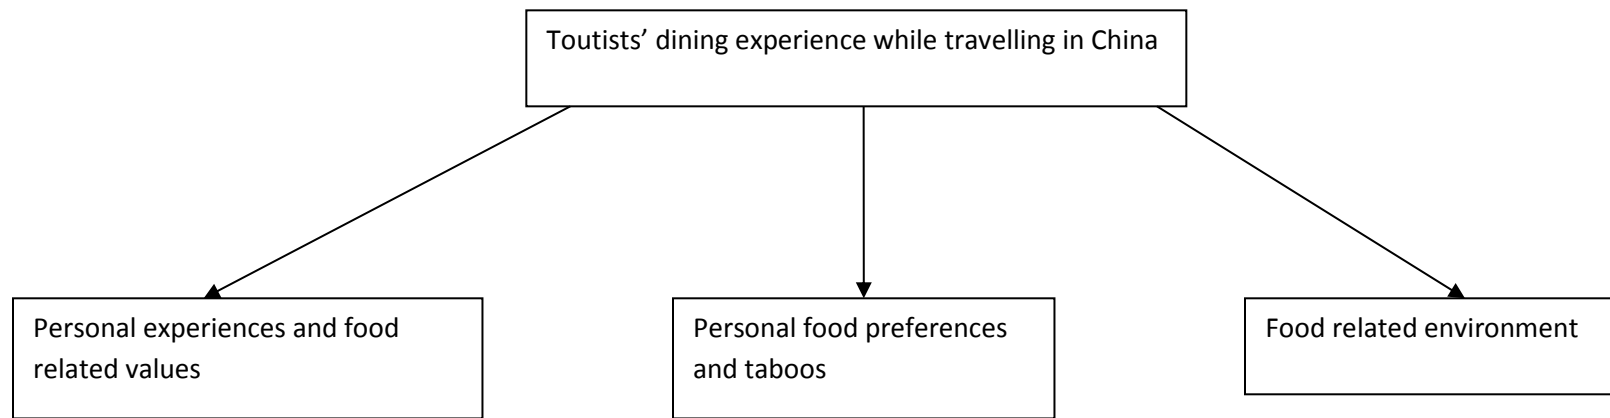 Toutists’ dining experience while travelling in China
Personal experiences and food
related values
Personal food preferences
and taboos
Food related environment